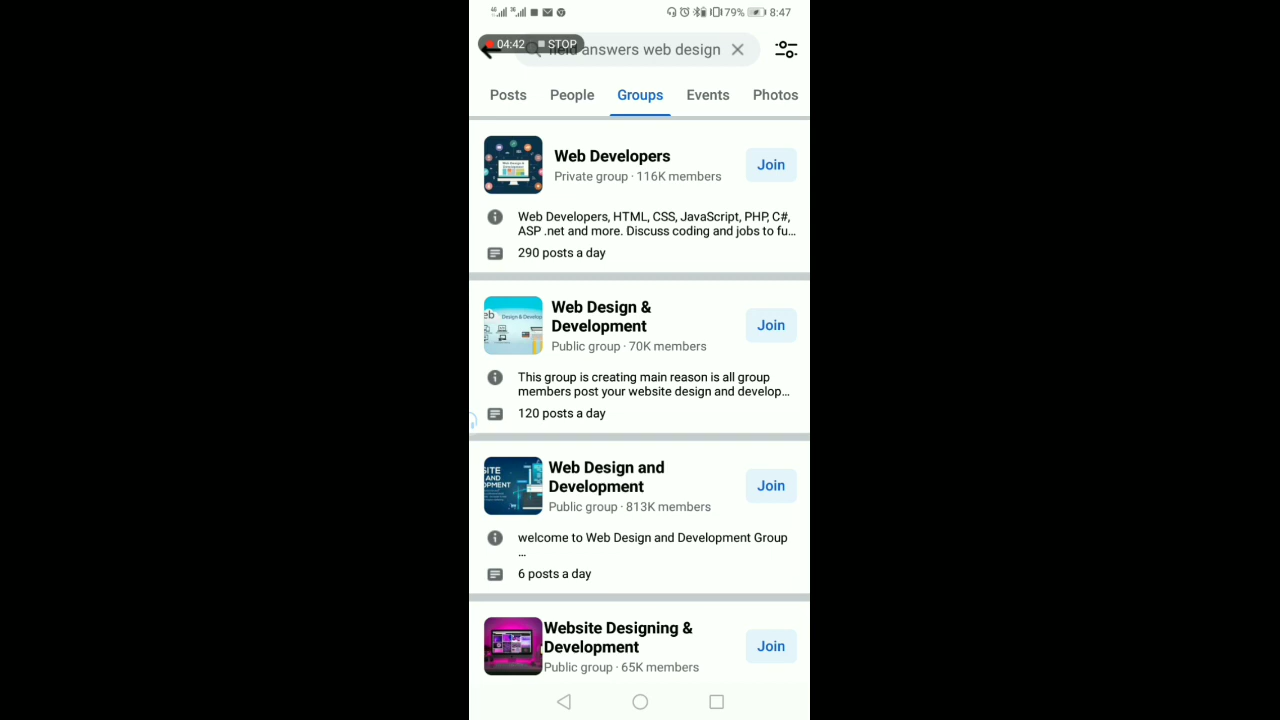 79% 8:47
04:42 STOP
answers web design
Posts People Groups Events Photos
Web Developers
Private group · 116K members
Join
Web Developers, HTML, CSS, JavaScript, PHP, C#,
ASP .net and more. Discuss coding and jobs to fu...
290 posts a day
Web Design &
Development
Public group · 70K members
Join
This group is creating main reason is all group
members post your website design and develop...
120 posts a day
Web Design and
Development
Public group · 813K members
Join
welcome to Web Design and Development Group
...
6 posts a day
Website Designing &
Development
Public group · 65K members
Join